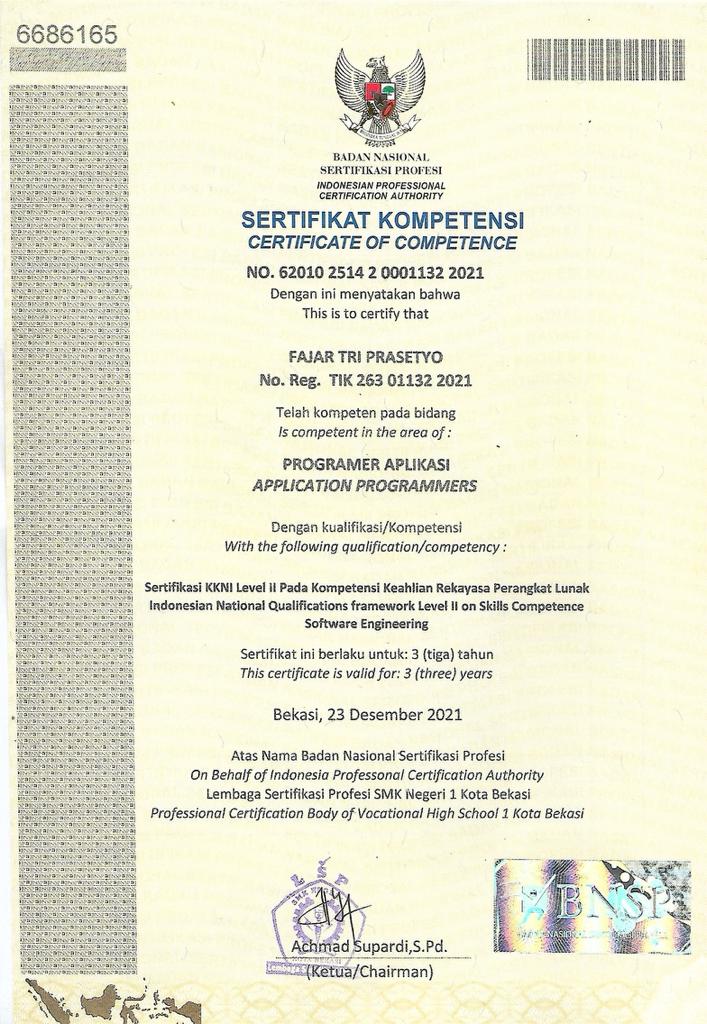 6686165
BADAN NASIONAL
SERTIFIKASI PROFESI
INDONESIAN PROFESSIONAL
CERTIFICATION AUTHORITY
SERTIFIKAT KOMPETENSI
CERTIFICATE OF COMPETENCE
NO. 62010 2514 2 0001132 2021
Dengan ini menyatakan bahwa
This is to certify that
FAJAR TRI PRASETYO
No. Reg. TIK 263 01132 2021
Telah kompeten pada bidang
Is competent in the area of :
PROGRAMER APLIKASI
APPLICATION PROGRAMMERS
Dengan kualifikasi/Kompetensi
With the following qualification/competency :
Sertifikasi KKNI Level II Pada Kompetensi Keahlian Rekayasa Perangkat Lunak
Indonesian National Qualifications framework Level II on Skills Competence
Software Engineering
Sertifikat ini berlaku untuk: 3 (tiga) tahun
This certificate is valid for: 3 (three) years
Bekasi, 23 Desember 2021
Atas Nama Badan Nasional Sertifikasi Profesi
On Behalf of Indonesia Professonal Certification Authority
Lembaga Sertifikasi Profesi SMK Negeri 1 Kota Bekasi
Professional Certification Body of Vocational High School 1 Kota Bekasi
LSP
BNSP
Achmad Supardi,S.Pd.
KOTA BEKASI
(Ketua/Chairman)